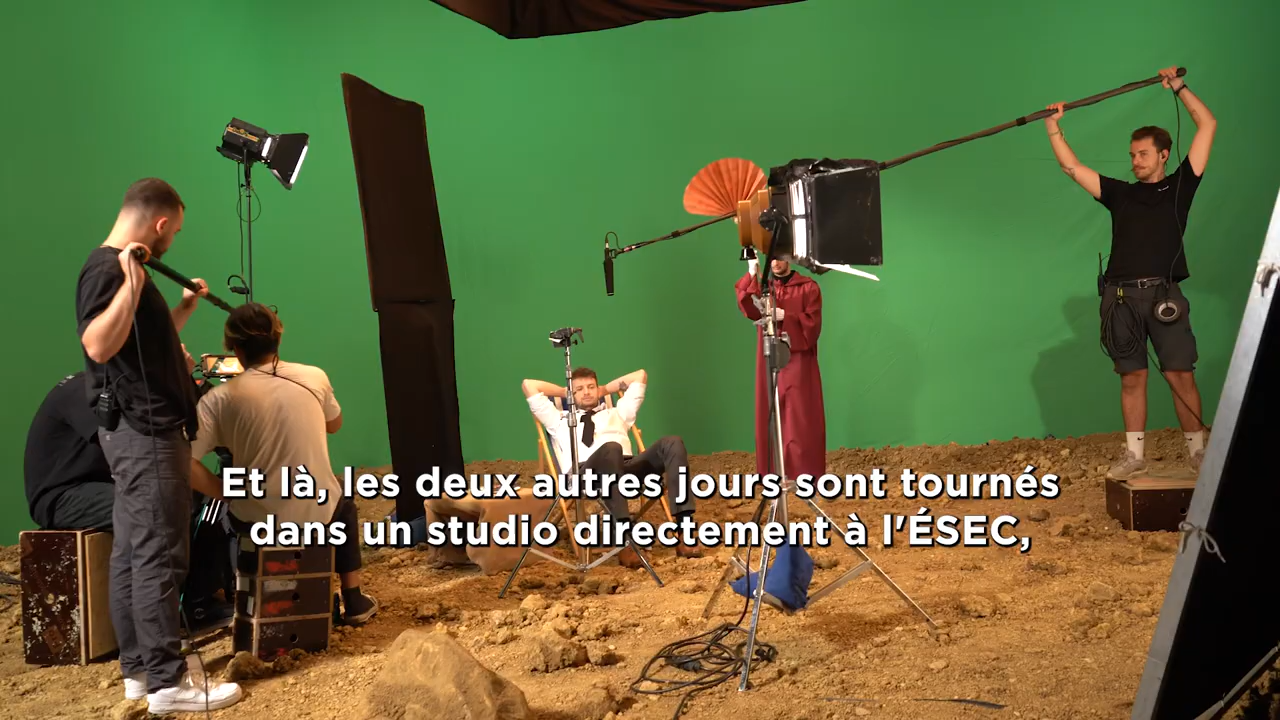 Et là, les deux autres jours sont tournés
dans un studio directement à l'ÉSEC,